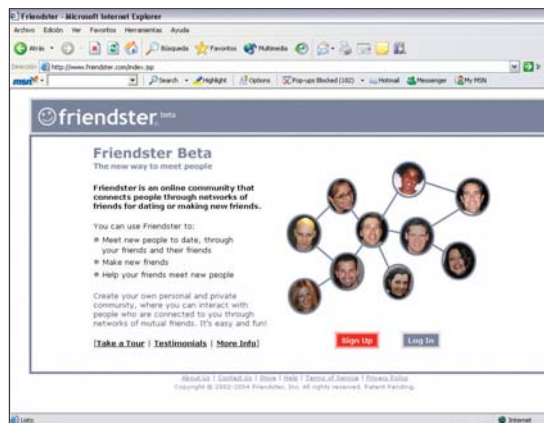 Friendster - Microsoft Internet Explorer
Archivo Edición Ver Favoritos Herramientas Ayuda
Atrás Búsqueda Favoritos Multimedia
Dirección http://www.friendster.com/index.jsp
msn Search Highlight Options Pop-ups Blocked (182) Hotmail Messenger My MSN
friendster beta
Friendster Beta
The new way to meet people
Friendster is an online community that
connects people through networks of
friends for dating or making new friends.
You can use Friendster to:
Meet new people to date, through
your friends and their friends
Make new friends
Help your friends meet new people
Create your own personal and private
community, where you can interact with
people who are connected to you through
networks of mutual friends. It's easy and fun!
[Take a Tour | Testimonials | More Info]
Sign Up Log In
About Us | Contact Us | Store | Help | Terms of Service | Privacy Policy
Copyright © 2002-2004 Friendster, Inc. All rights reserved. Patent Pending.
Listo Internet